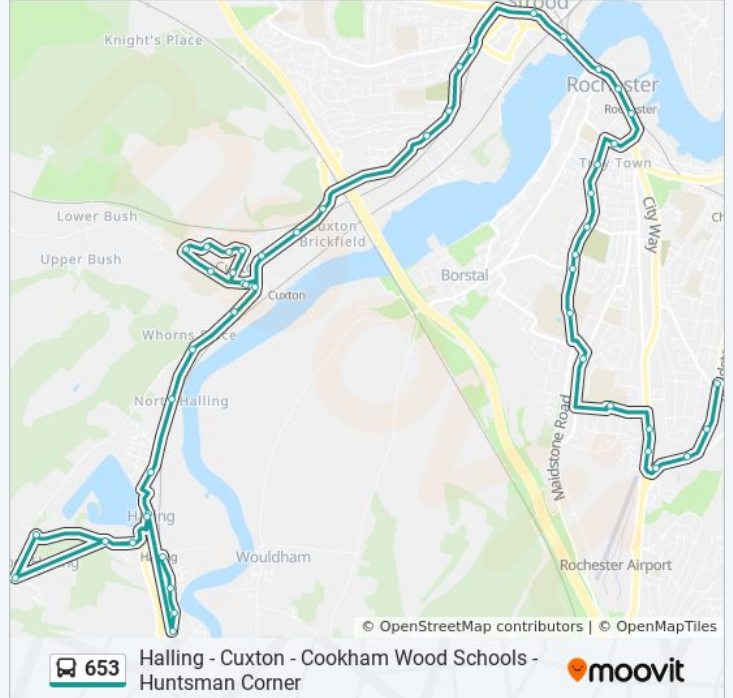 Strood
Knight's Place
Rochester
Rochester
Troy Town
City Way
Lower Bush
Cuxton
Brickfield
Upper Bush
Borstal
Cuxton
Whorns Place
North Halling
Maidstone Road
Halling
Halling
Wouldham
Rochester Airport
© OpenStreetMap contributors | © OpenMapTiles
653
Halling - Cuxton - Cookham Wood Schools -
Huntsman Corner
moovit